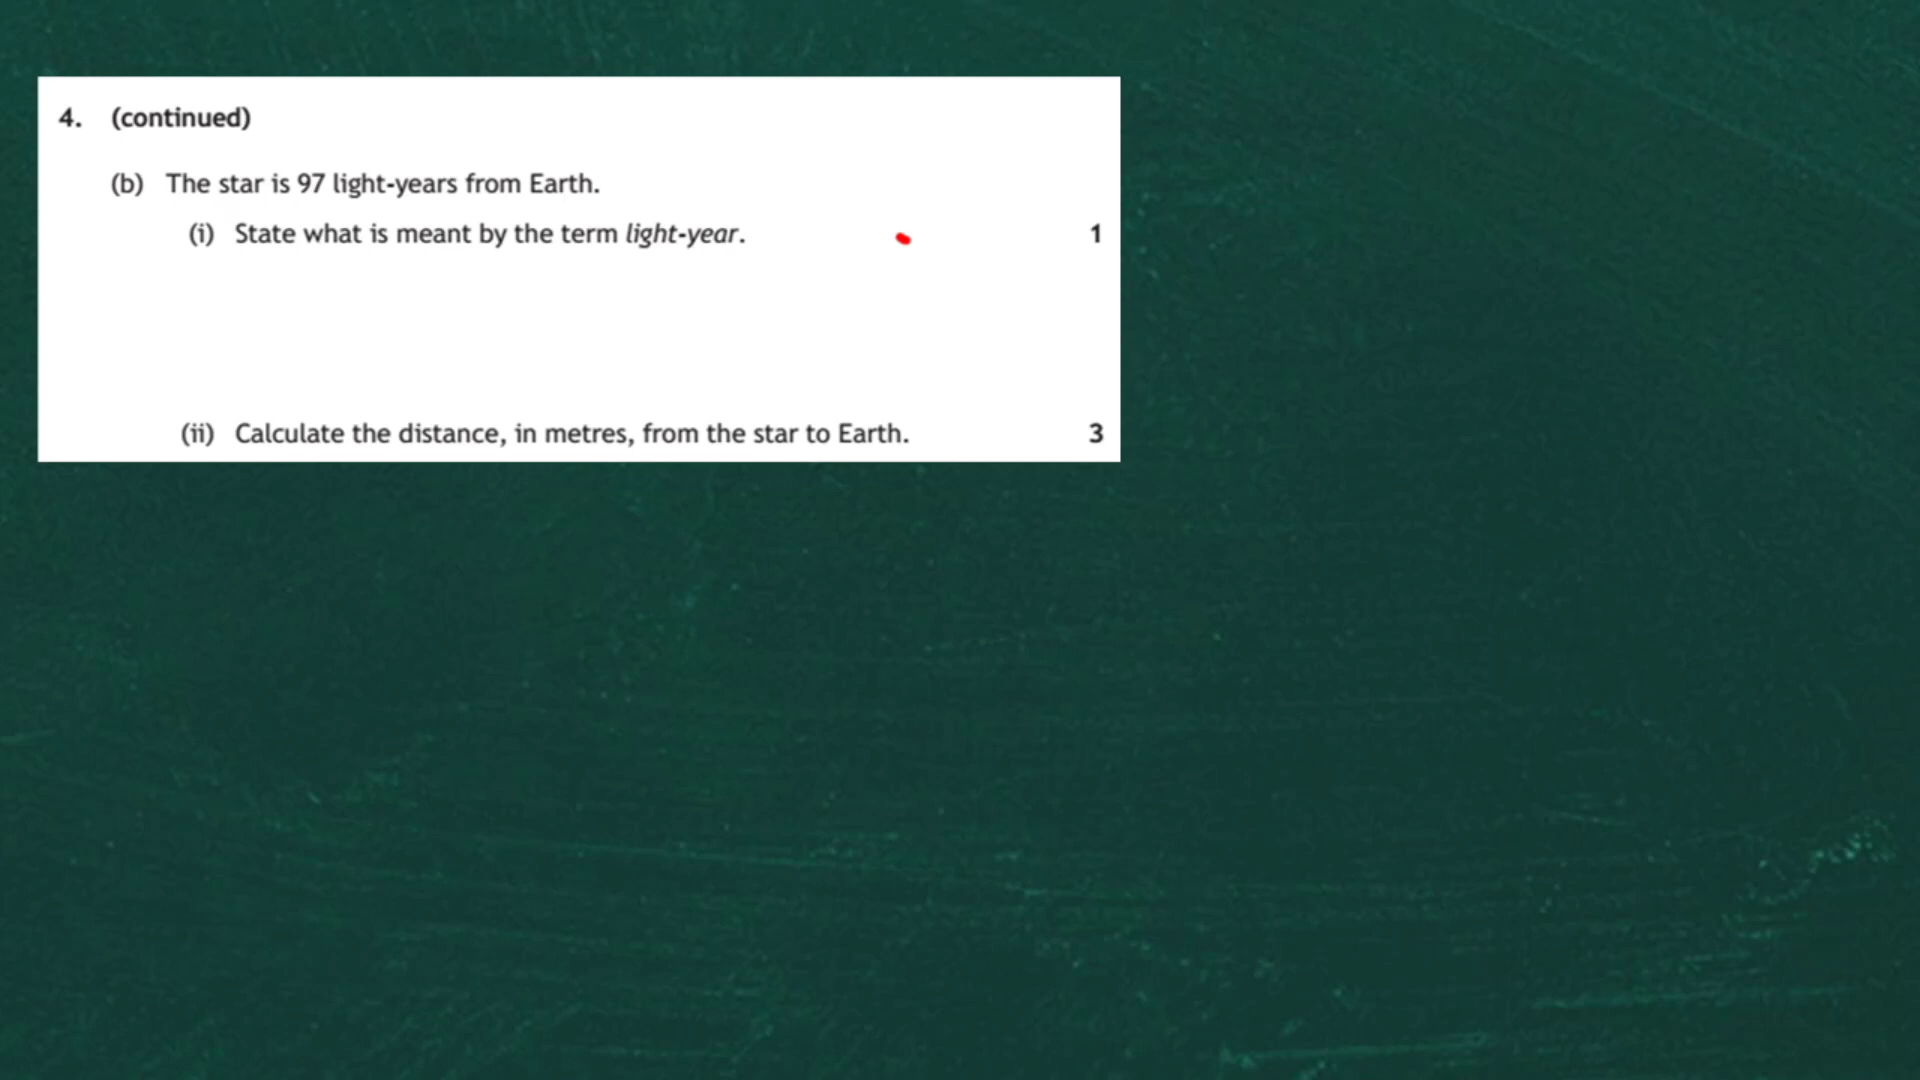 4. (continued)
(b) The star is 97 light-years from Earth.
(i) State what is meant by the term light-year. 1
(ii) Calculate the distance, in metres, from the star to Earth. 3